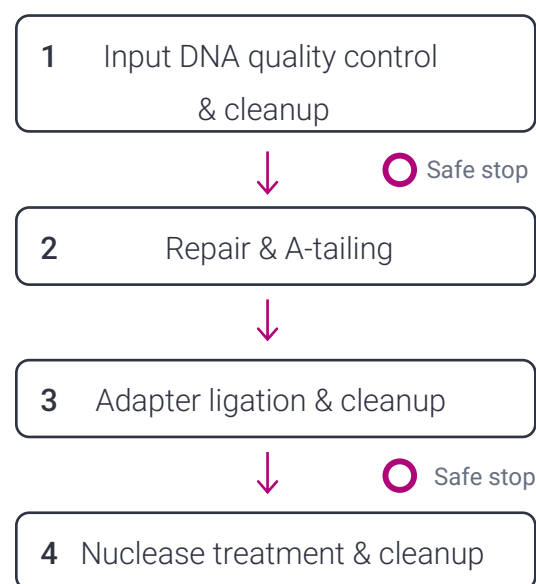 1 Input DNA quality control
& cleanup
Safe stop
2 Repair & A-tailing
3 Adapter ligation & cleanup
Safe stop
4 Nuclease treatment & cleanup